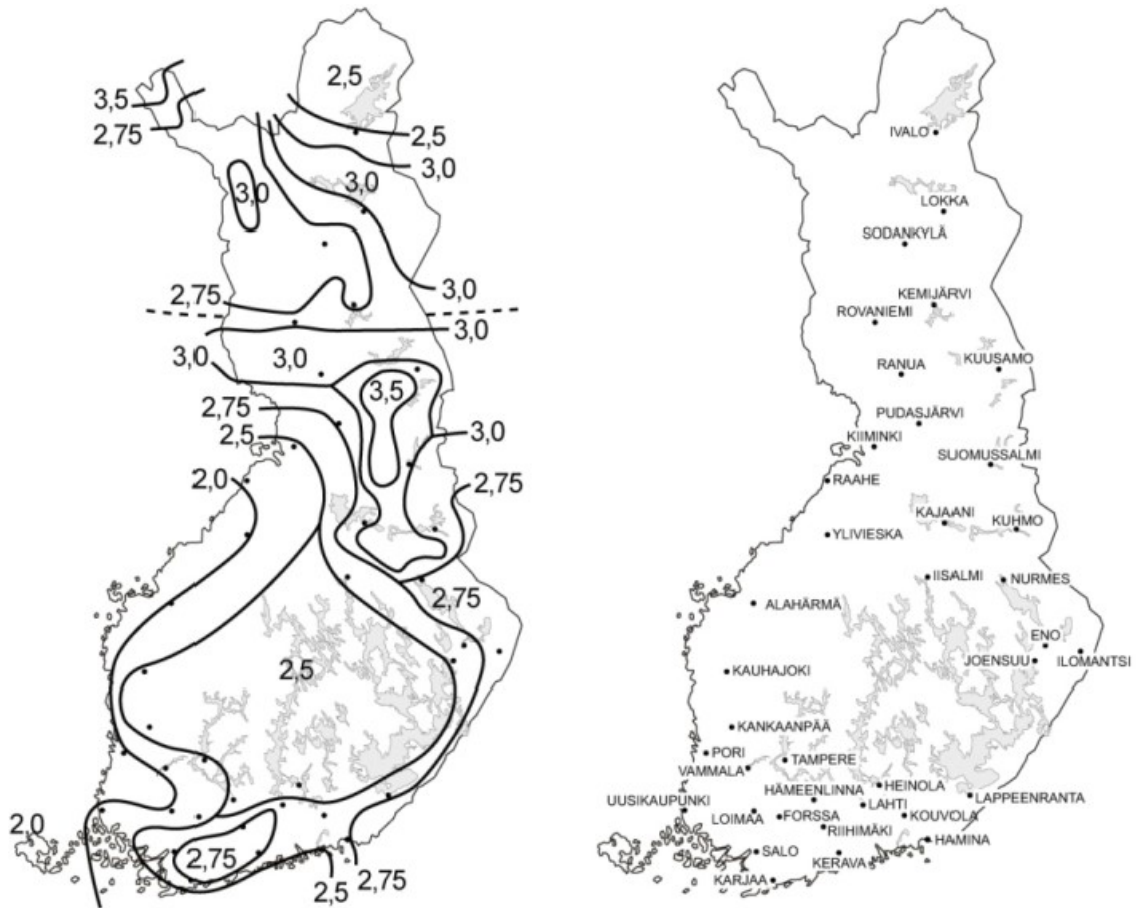 2,5
3,5
2,75
2,5
3,0
3,0
3,0
2,75
3,0
3,0
3,0
3,0
3,5
2,75
2,5
3,0
2,0
2,75
2,75
2,5
2,0
2,75
2,5
2,75
IVALO
LOKKA
SODANKYLÄ
KEMIJÄRVI
ROVANIEMI
RANUA
KUUSAMO
PUDASJÄRVI
KIIMINKI
SUOMUSSALMI
RAAHE
KAJAANI
KUHMO
YLIVIESKA
IISALMI
NURMES
ALAHÄRMÄ
ENO
JOENSUU
ILOMANTSI
KAUHAJOKI
KANKAANPÄÄ
PORI
TAMPERE
VAMMALA
HÄMEENLINNA
HEINOLA
LAPPEENRANTA
UUSIKAUPUNKI
LAHTI
LOIMAA
FORSSA
KOUVOLA
RIIHIMÄKI
HAMINA
SALO
KERAVA
KARJAA